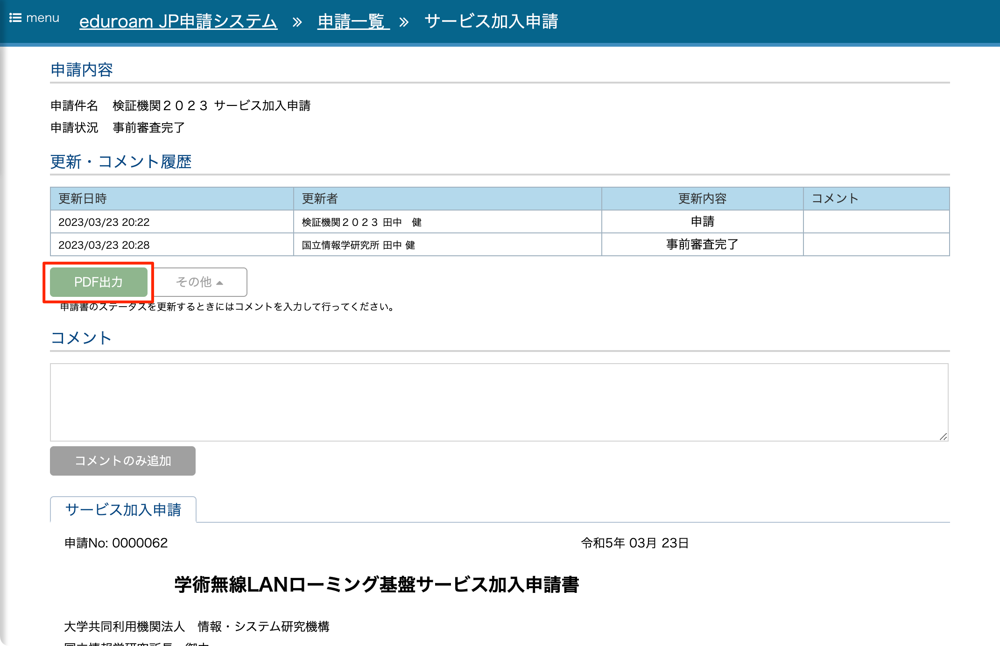 menu eduroam JP申請システム » 申請一覧 » サービス加入申請
申請内容
申請件名 検証機関２０２３ サービス加入申請
申請状況 事前審査完了
更新・コメント履歴
更新日時 更新者 更新内容 コメント
2023/03/23 20:22 検証機関２０２３ 田中　健 申請
2023/03/23 20:28 国立情報学研究所 田中 健 事前審査完了
PDF出力 その他
申請書のステータスを更新するときにはコメントを入力して行ってください。
コメント
コメントのみ追加
サービス加入申請
申請No: 0000062 令和5年 03月 23日
学術無線LANローミング基盤サービス加入申請書
大学共同利用機関法人　情報・システム研究機構